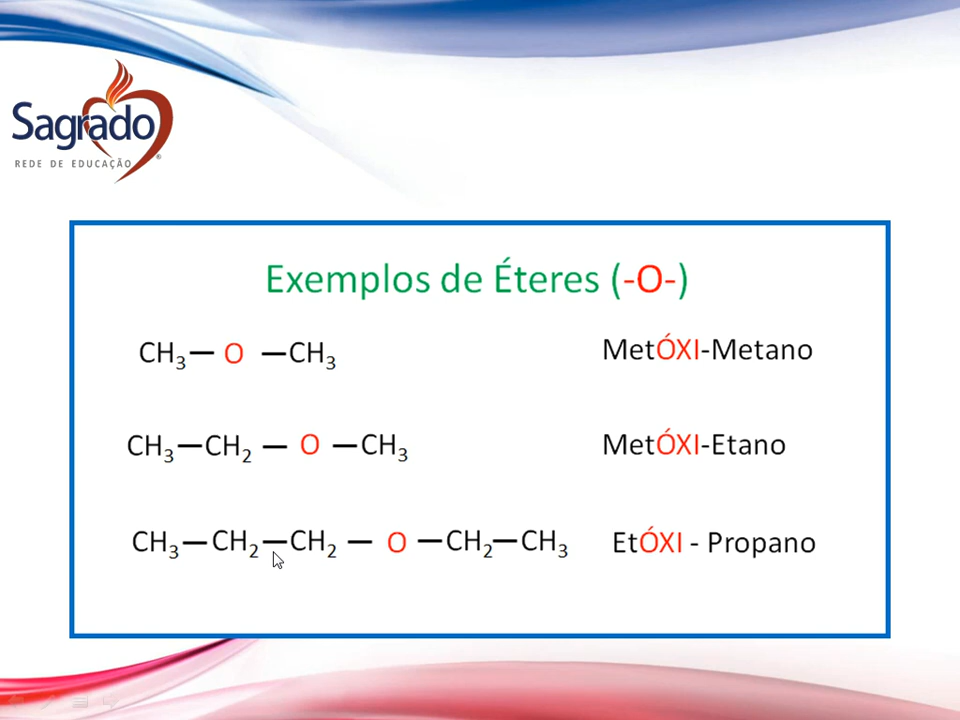 Sagrado
REDE DE EDUCAÇÃO
Exemplos de Éteres (-O-)
CH₃— O —CH₃ MetÓXI-Metano
CH₃—CH₂ — O —CH₃ MetÓXI-Etano
CH₃—CH₂—CH₂ — O —CH₂—CH₃ EtÓXI - Propano